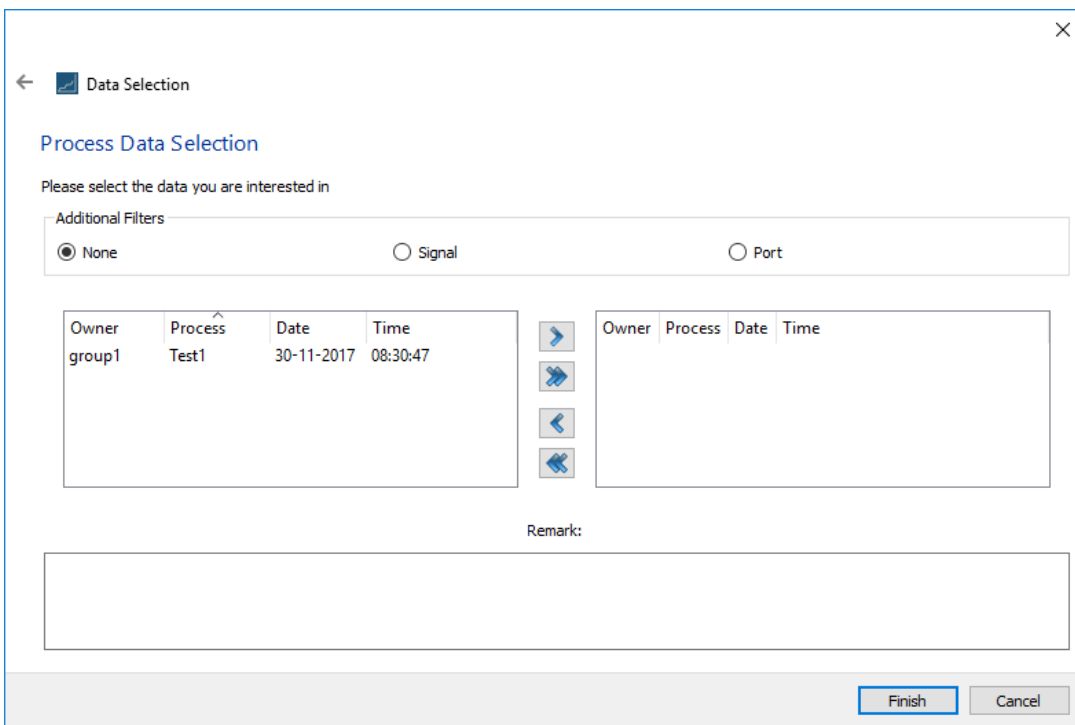 Data Selection
Process Data Selection
Please select the data you are interested in
Additional Filters
None Signal Port
Owner Process Date Time Owner Process Date Time
group1 Test1 30-11-2017 08:30:47
Remark:
Finish Cancel